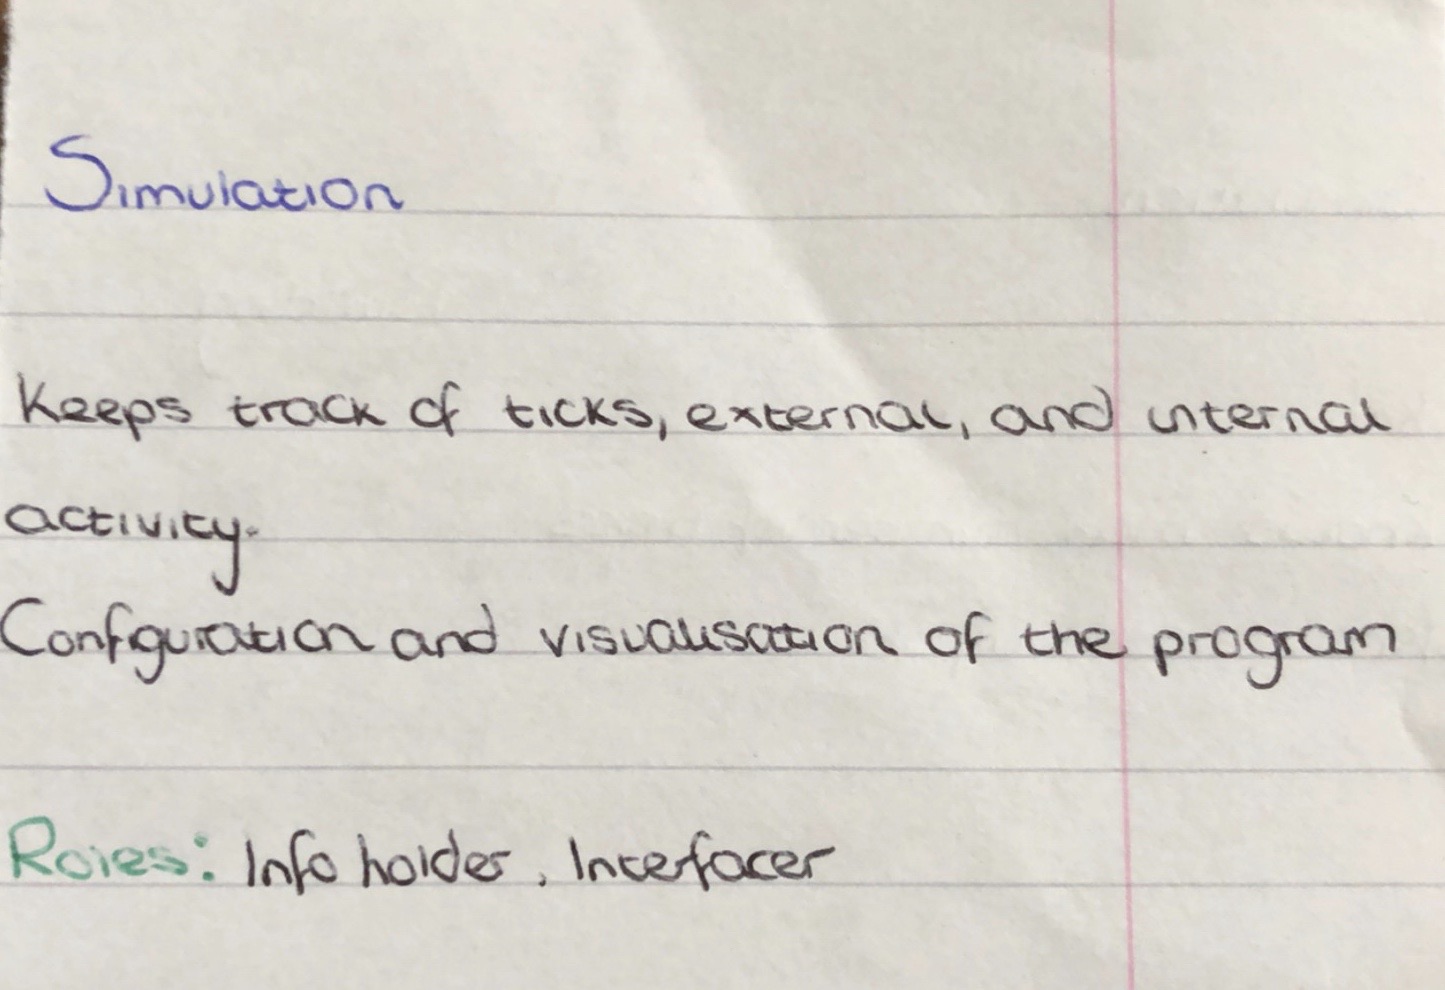 Simulation
Keeps track of ticks, external, and internal
activity.
Configuration and visualisation of the program
Roles: Info holder, Interfacer